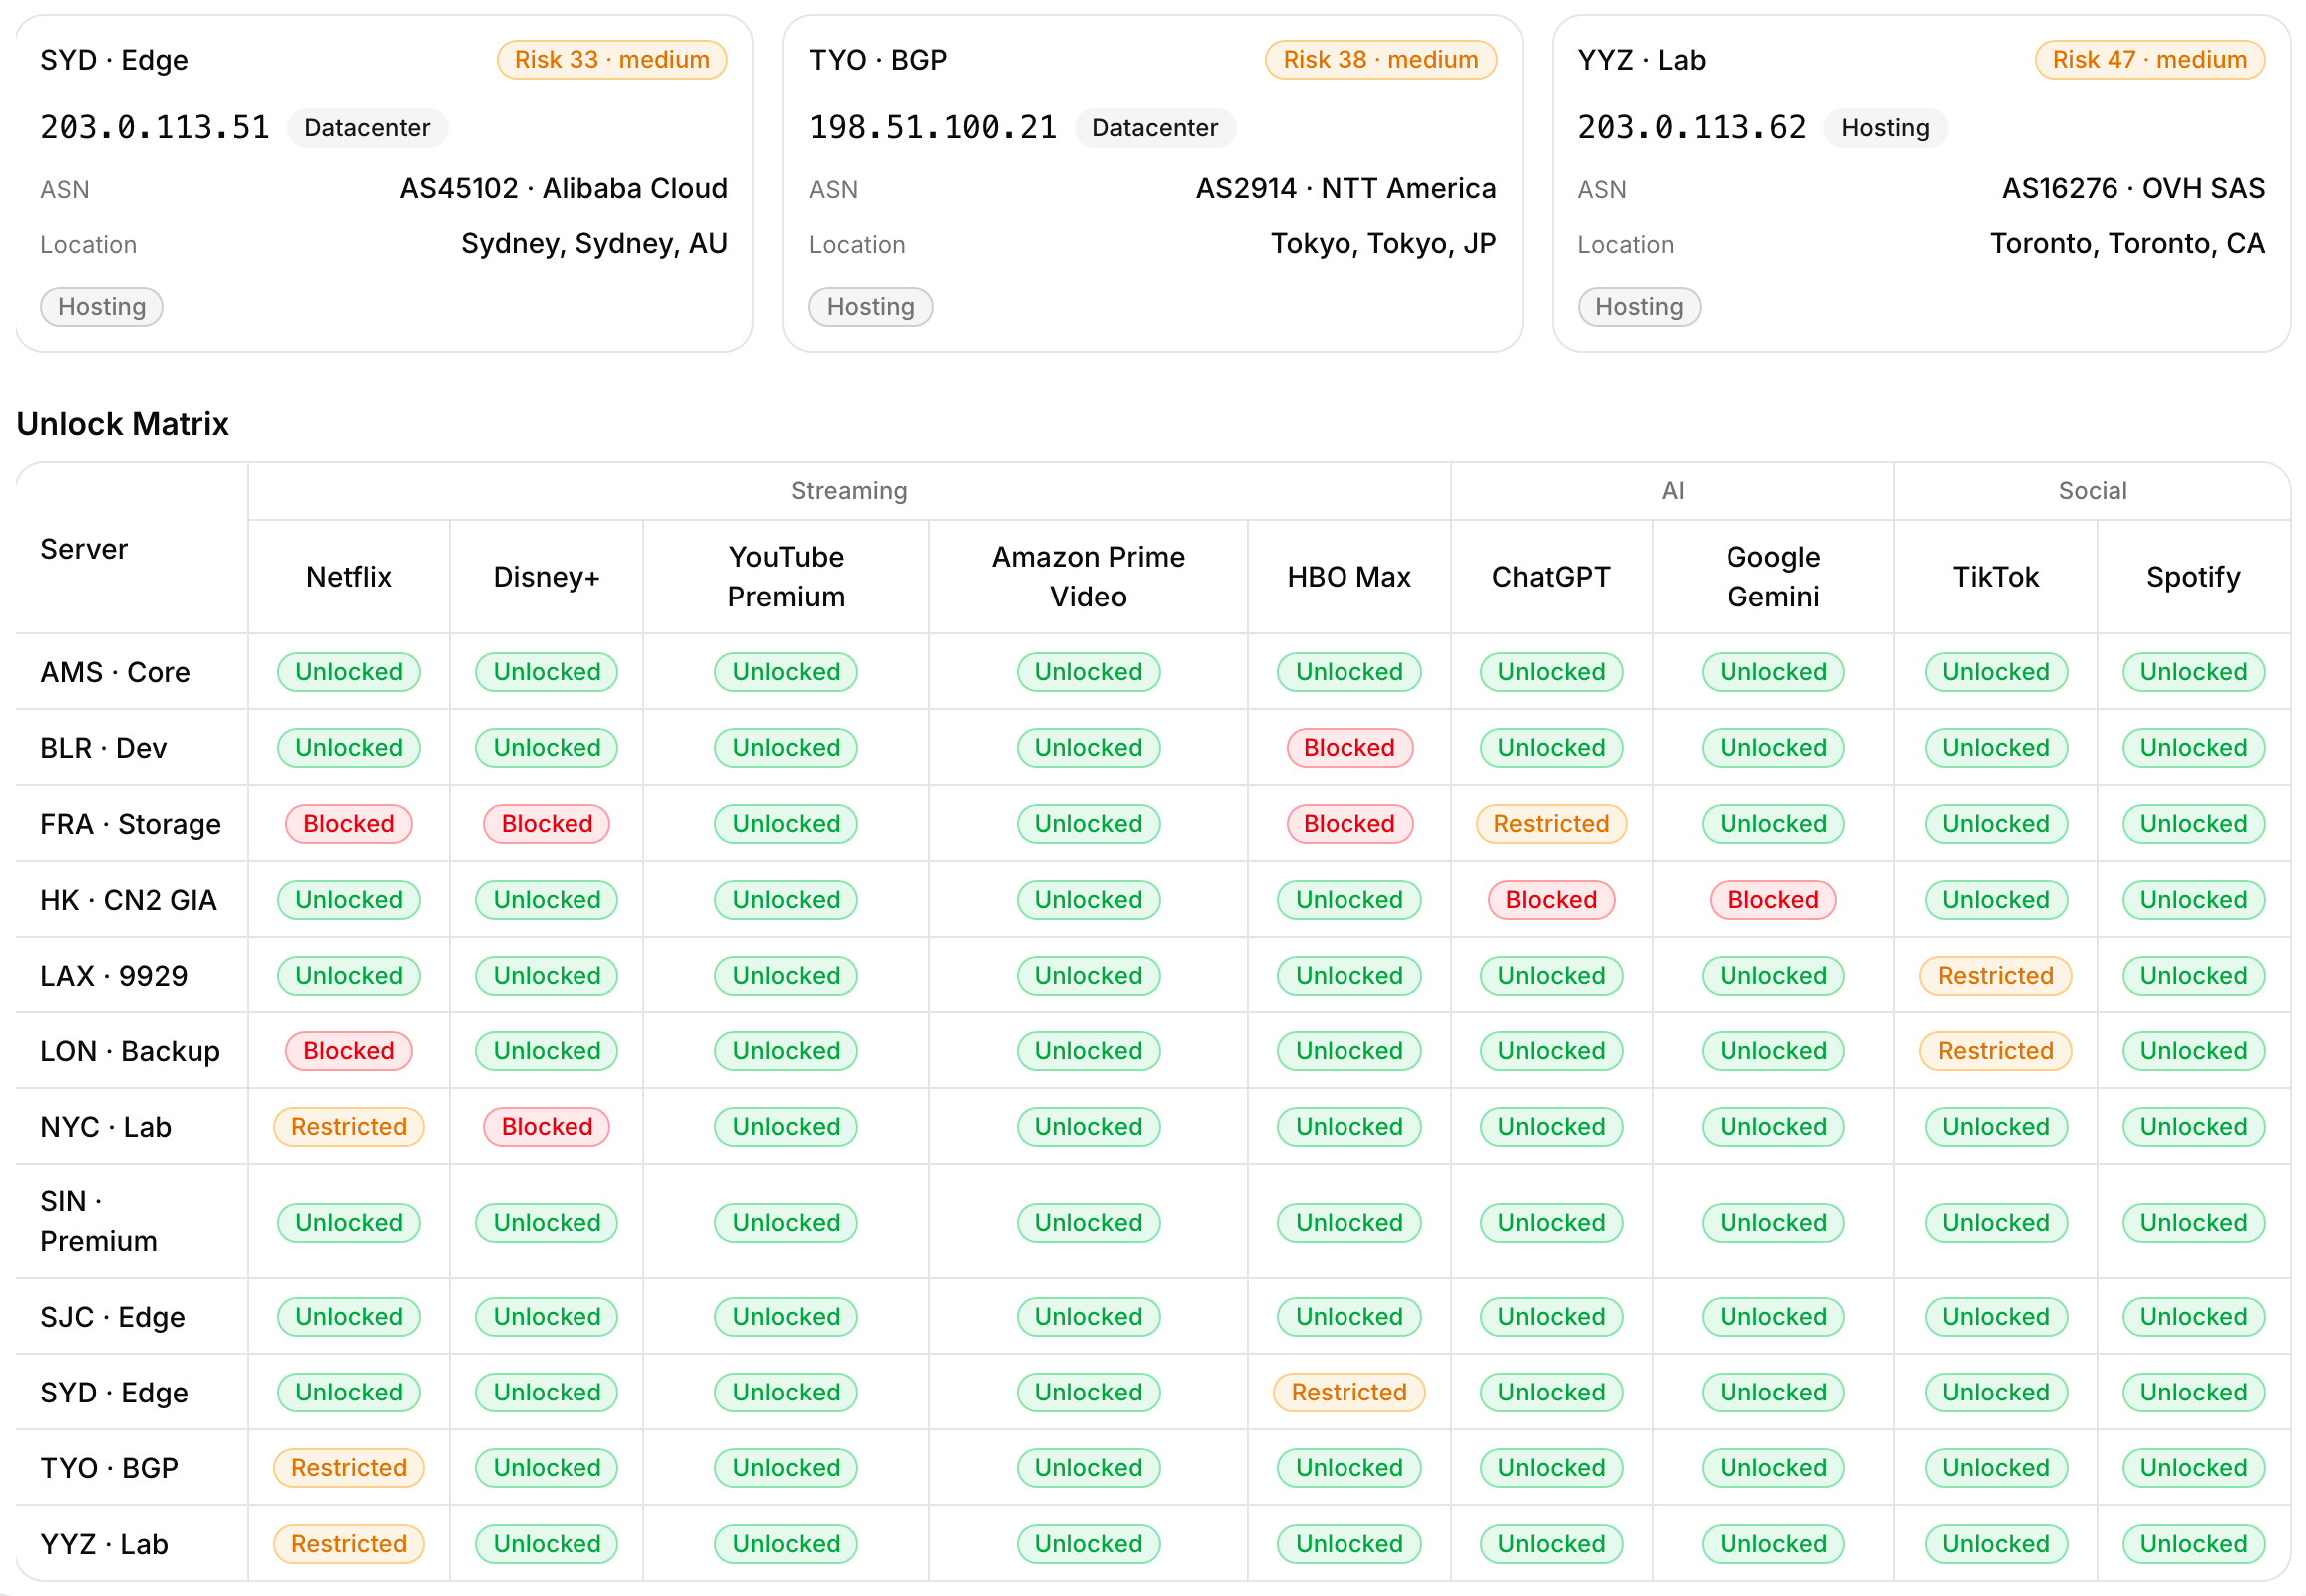 SYD · Edge
Risk 33 · medium
203.0.113.51 Datacenter
ASN AS45102 · Alibaba Cloud
Location Sydney, Sydney, AU
Hosting
TYO · BGP
Risk 38 · medium
198.51.100.21 Datacenter
ASN AS2914 · NTT America
Location Tokyo, Tokyo, JP
Hosting
YYZ · Lab
Risk 47 · medium
203.0.113.62 Hosting
ASN AS16276 · OVH SAS
Location Toronto, Toronto, CA
Hosting
Unlock Matrix
Server
Streaming
AI
Social
Netflix
Disney+
YouTube
Premium
Amazon Prime
Video
HBO Max
ChatGPT
Google
Gemini
TikTok
Spotify
AMS · Core Unlocked Unlocked Unlocked Unlocked Unlocked Unlocked Unlocked Unlocked Unlocked
BLR · Dev Unlocked Unlocked Unlocked Unlocked Blocked Unlocked Unlocked Unlocked Unlocked
FRA · Storage Blocked Blocked Unlocked Unlocked Blocked Restricted Unlocked Unlocked Unlocked
HK · CN2 GIA Unlocked Unlocked Unlocked Unlocked Unlocked Blocked Blocked Unlocked Unlocked
LAX · 9929 Unlocked Unlocked Unlocked Unlocked Unlocked Unlocked Unlocked Restricted Unlocked
LON · Backup Blocked Unlocked Unlocked Unlocked Unlocked Unlocked Unlocked Restricted Unlocked
NYC · Lab Restricted Blocked Unlocked Unlocked Unlocked Unlocked Unlocked Unlocked Unlocked
SIN ·
Premium Unlocked Unlocked Unlocked Unlocked Unlocked Unlocked Unlocked Unlocked Unlocked
SJC · Edge Unlocked Unlocked Unlocked Unlocked Unlocked Unlocked Unlocked Unlocked Unlocked
SYD · Edge Unlocked Unlocked Unlocked Unlocked Restricted Unlocked Unlocked Unlocked Unlocked
TYO · BGP Restricted Unlocked Unlocked Unlocked Unlocked Unlocked Unlocked Unlocked Unlocked
YYZ · Lab Restricted Unlocked Unlocked Unlocked Unlocked Unlocked Unlocked Unlocked Unlocked